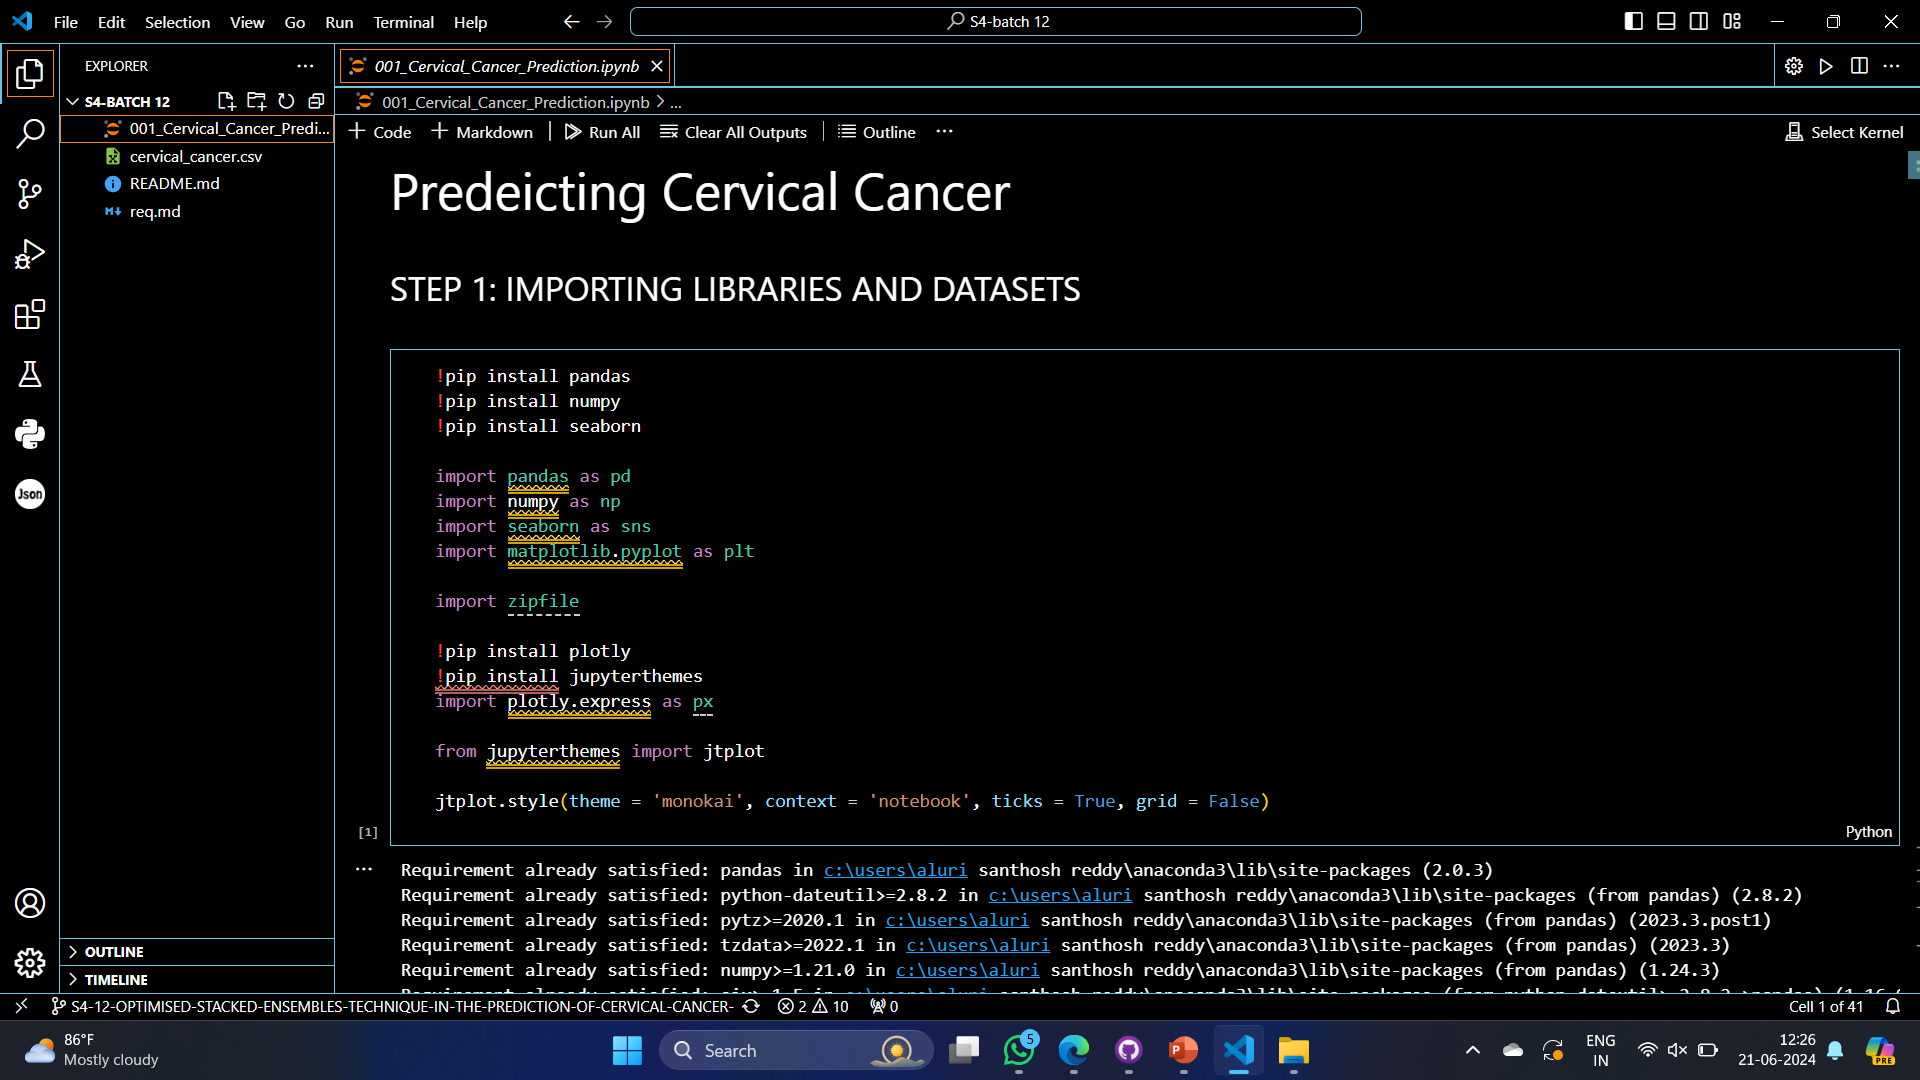 File Edit Selection View Go Run Terminal Help
S4-batch 12
EXPLORER
S4-BATCH 12
001_Cervical_Cancer_Predi...
cervical_cancer.csv
README.md
req.md
OUTLINE
TIMELINE
001_Cervical_Cancer_Prediction.ipynb
001_Cervical_Cancer_Prediction.ipynb > ...
Code Markdown Run All Clear All Outputs Outline ... Select Kernel
Predeicting Cervical Cancer
STEP 1: IMPORTING LIBRARIES AND DATASETS
!pip install pandas
!pip install numpy
!pip install seaborn
import pandas as pd
import numpy as np
import seaborn as sns
import matplotlib.pyplot as plt
import zipfile
!pip install plotly
!pip install jupyterthemes
import plotly.express as px
from jupyterthemes import jtplot
jtplot.style(theme = 'monokai', context = 'notebook', ticks = True, grid = False)
[1]
Python
Requirement already satisfied: pandas in c:\users\aluri santhosh reddy\anaconda3\lib\site-packages (2.0.3)
Requirement already satisfied: python-dateutil>=2.8.2 in c:\users\aluri santhosh reddy\anaconda3\lib\site-packages (from pandas) (2.8.2)
Requirement already satisfied: pytz>=2020.1 in c:\users\aluri santhosh reddy\anaconda3\lib\site-packages (from pandas) (2023.3.post1)
Requirement already satisfied: tzdata>=2022.1 in c:\users\aluri santhosh reddy\anaconda3\lib\site-packages (from pandas) (2023.3)
Requirement already satisfied: numpy>=1.21.0 in c:\users\aluri santhosh reddy\anaconda3\lib\site-packages (from pandas) (1.24.3)
S4-12-OPTIMISED-STACKED-ENSEMBLES-TECHNIQUE-IN-THE-PREDICTION-OF-CERVICAL-CANCER- 2 10 0 Cell 1 of 41
Json
86°F
Mostly cloudy
Search
5
ENG
IN
12:26
21-06-2024
PRE